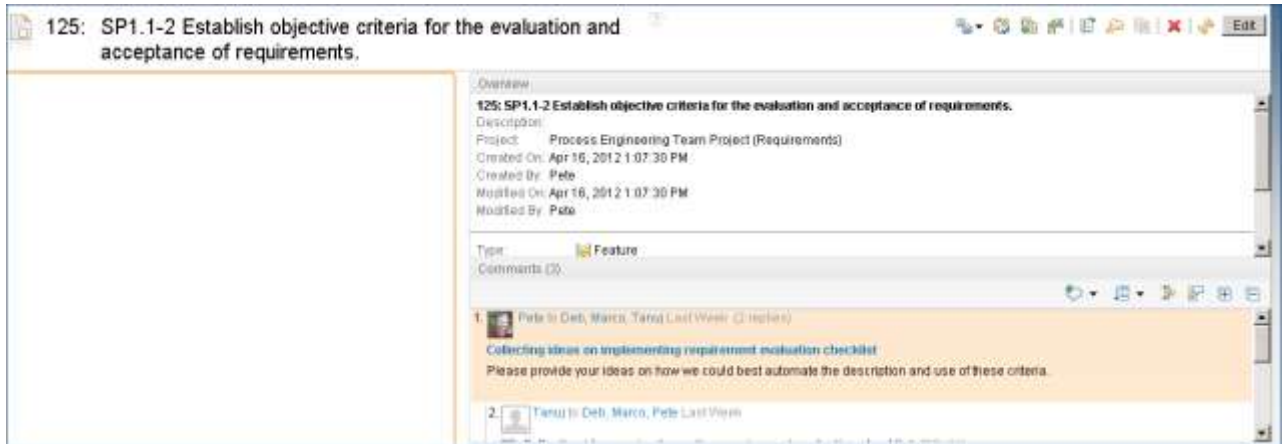 125: SP1.1-2 Establish objective criteria for the evaluation and
acceptance of requirements.
Edit
Overview
125: SP1.1-2 Establish objective criteria for the evaluation and acceptance of requirements.
Description:
Project: Process Engineering Team Project (Requirements)
Created On: Apr 16, 2012 1:07:30 PM
Created By: Pete
Modified On: Apr 16, 2012 1:07:30 PM
Modified By: Pete
Type: Feature
Comments (3)
1. Pete to Deb, Marco, Tanuj Last Week (2 replies)
Collecting ideas on implementing requirement evaluation checklist
Please provide your ideas on how we could best automate the description and use of these criteria.
2. Tanuj to Deb, Marco, Pete Last Week